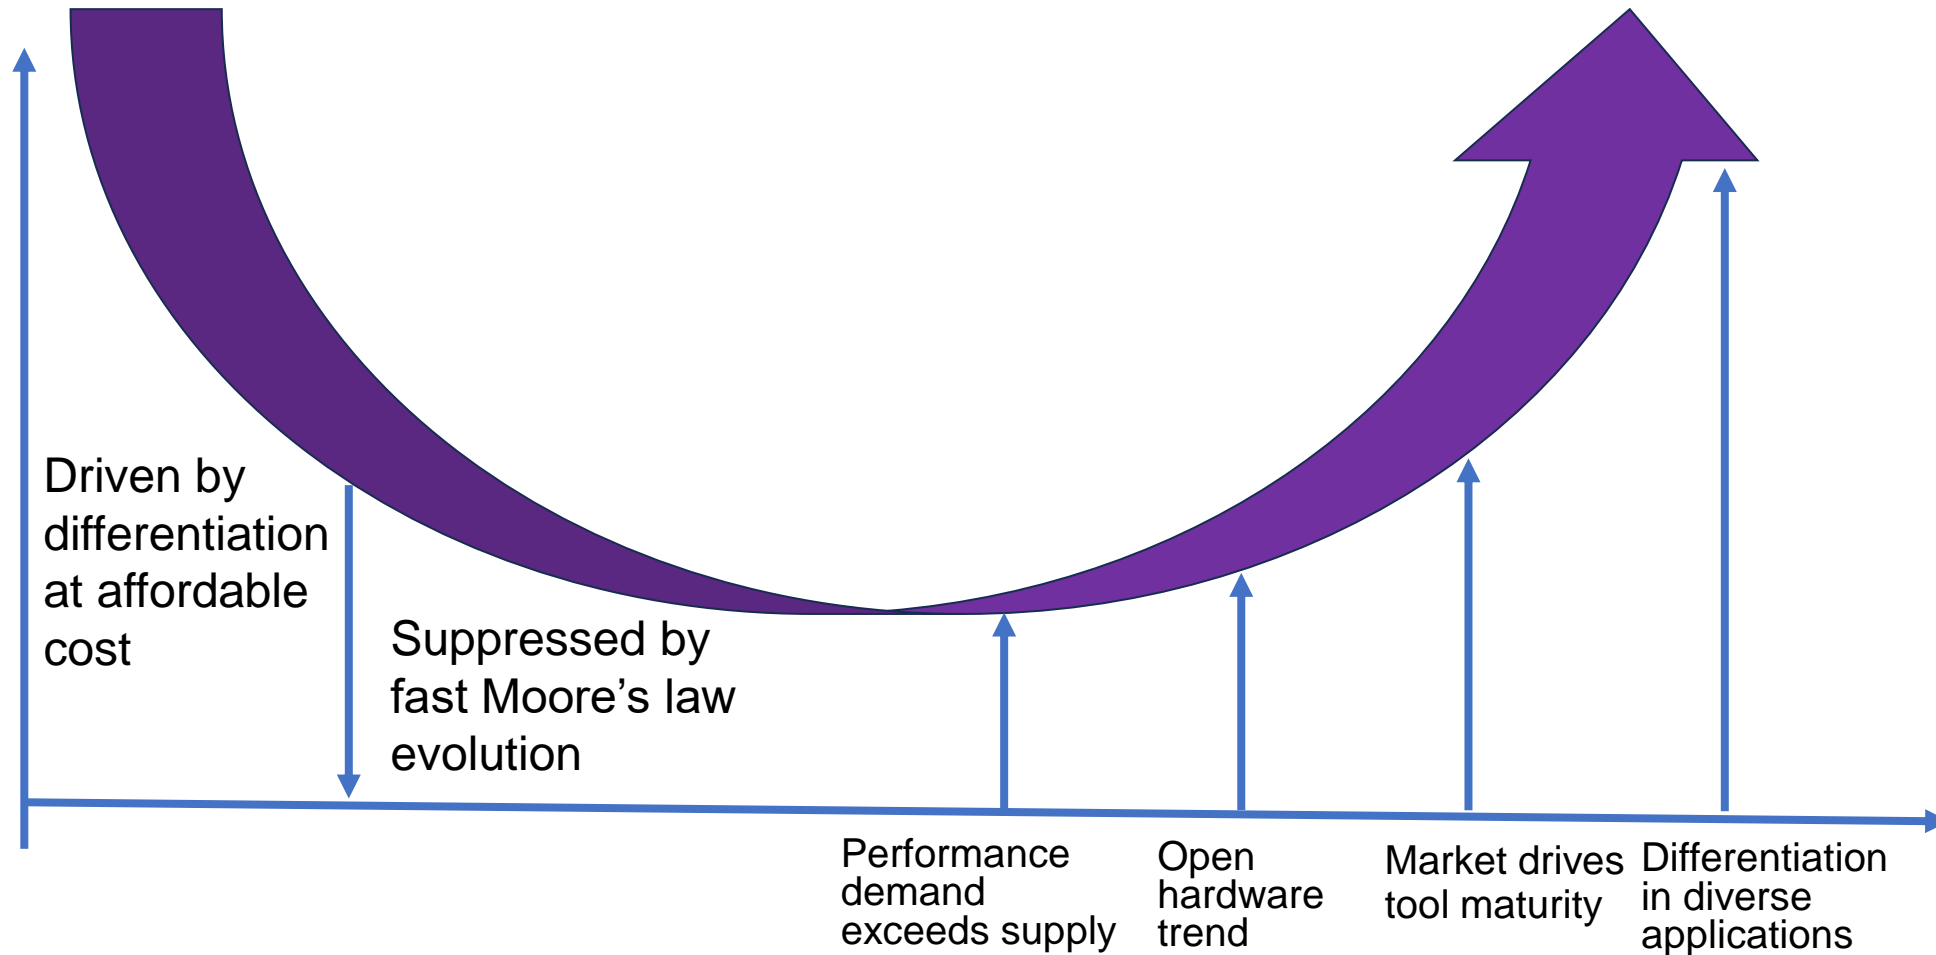 Driven by
differentiation
at affordable
cost
Suppressed by
fast Moore's law
evolution
Performance
demand
exceeds supply
Open
hardware
trend
Market drives
tool maturity
Differentiation
in diverse
applications